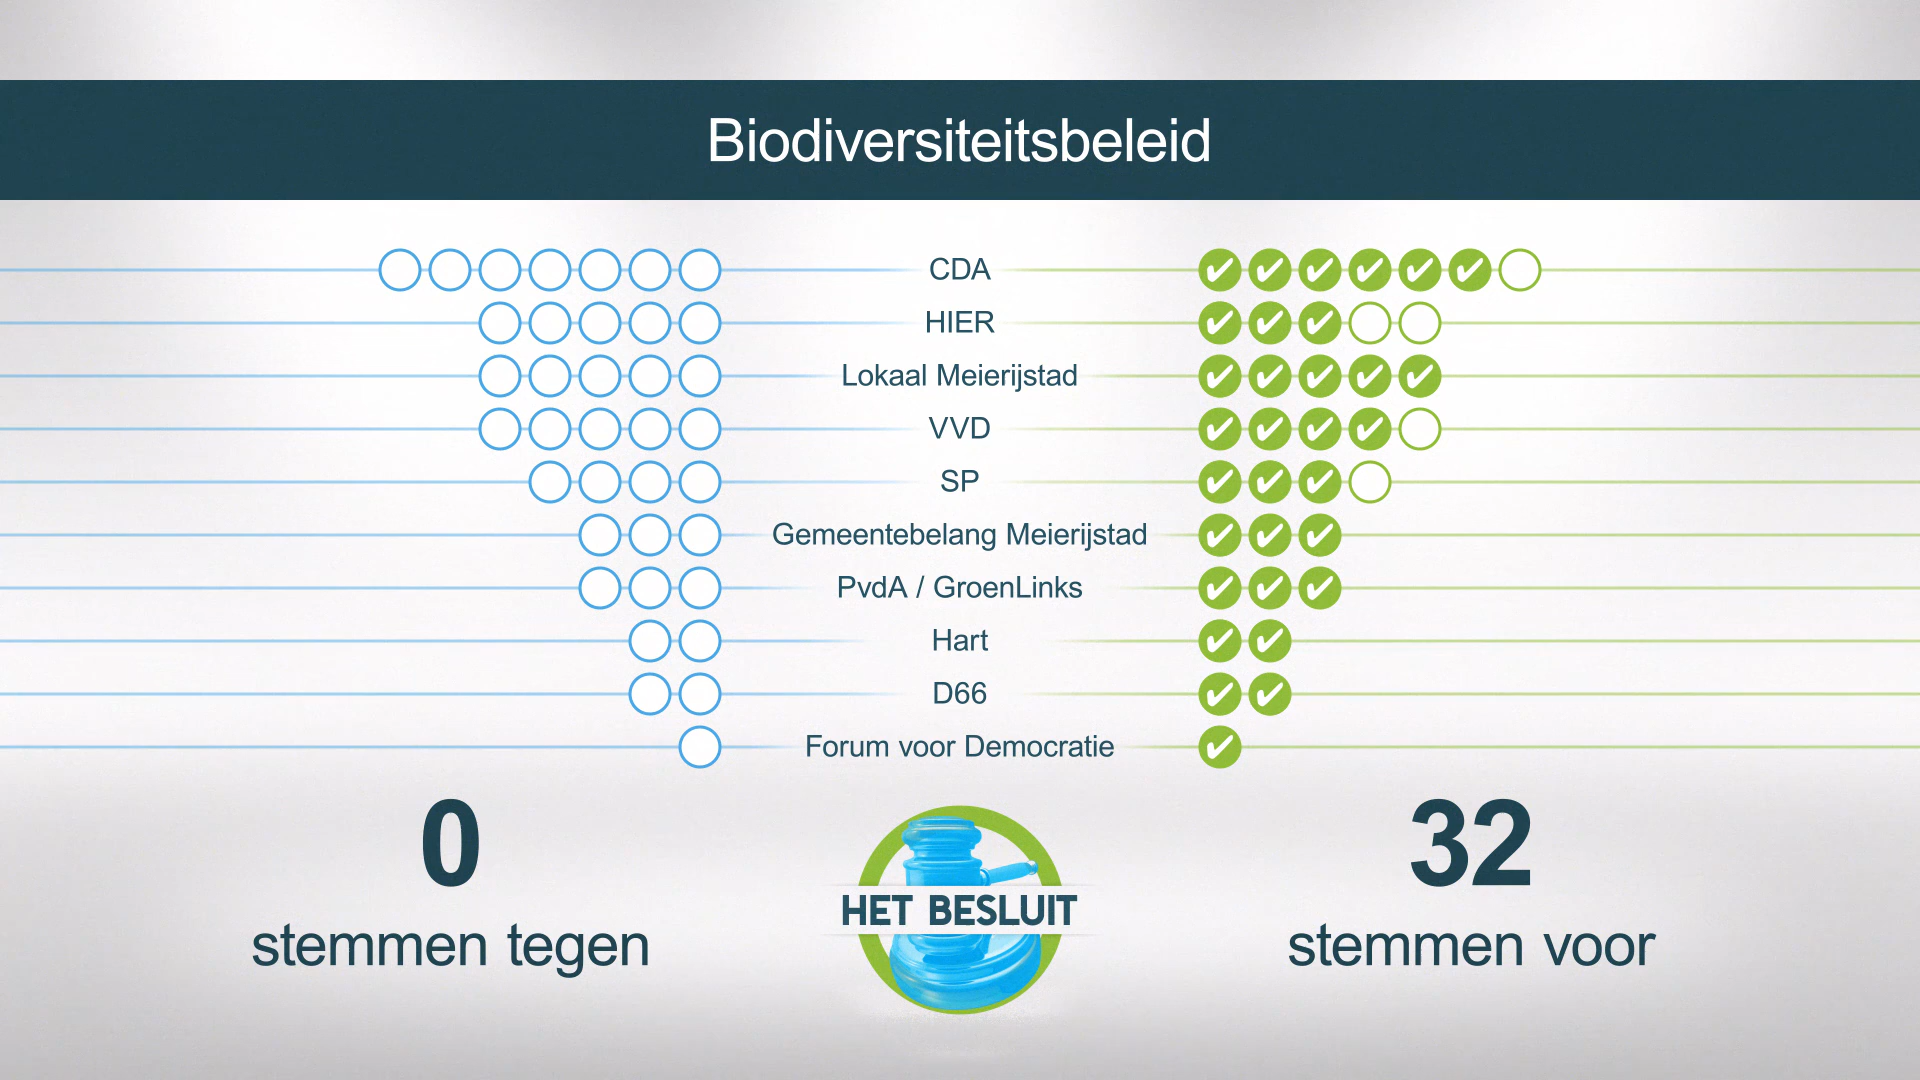 Biodiversiteitsbeleid
CDA
HIER
Lokaal Meierijstad
VVD
SP
Gemeentebelang Meierijstad
PvdA / GroenLinks
Hart
D66
Forum voor Democratie
0
stemmen tegen
HET BESLUIT
32
stemmen voor